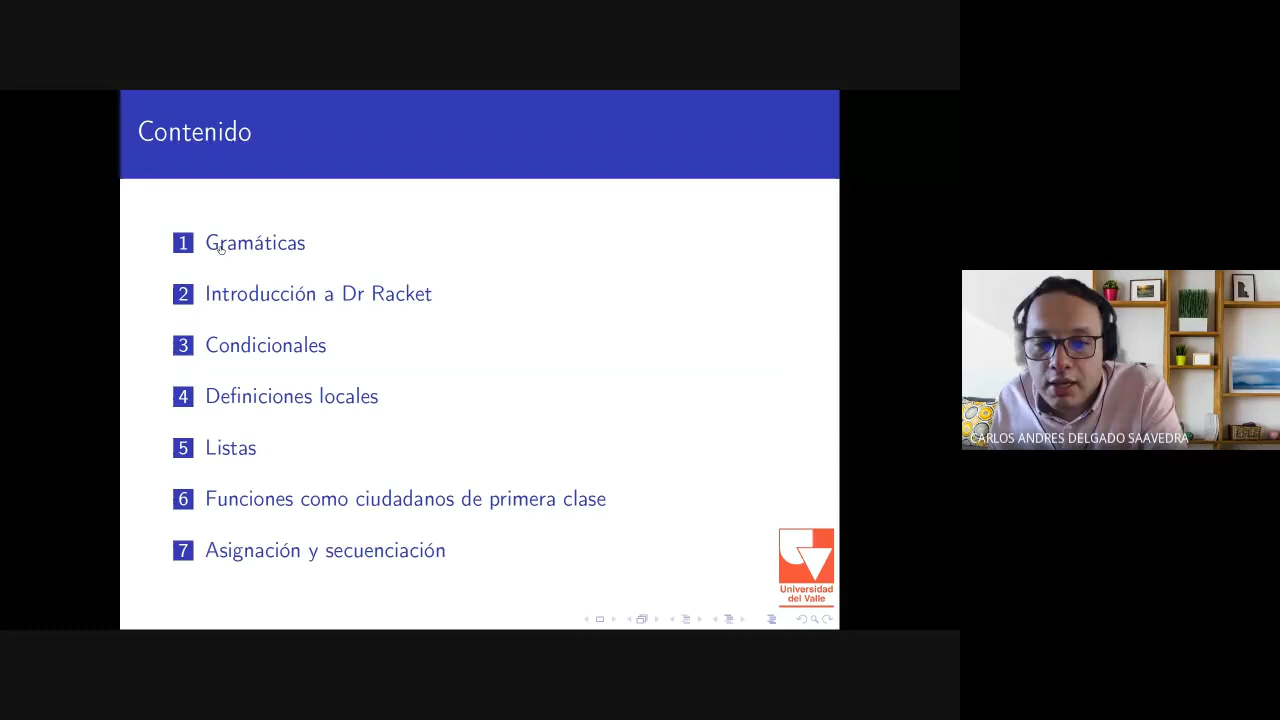 Contenido
1 Gramáticas
2 Introducción a Dr Racket
3 Condicionales
4 Definiciones locales
5 Listas
6 Funciones como ciudadanos de primera clase
7 Asignación y secuenciación
Universidad
del Valle
CARLOS ANDRES DELGADO SAAVEDRA